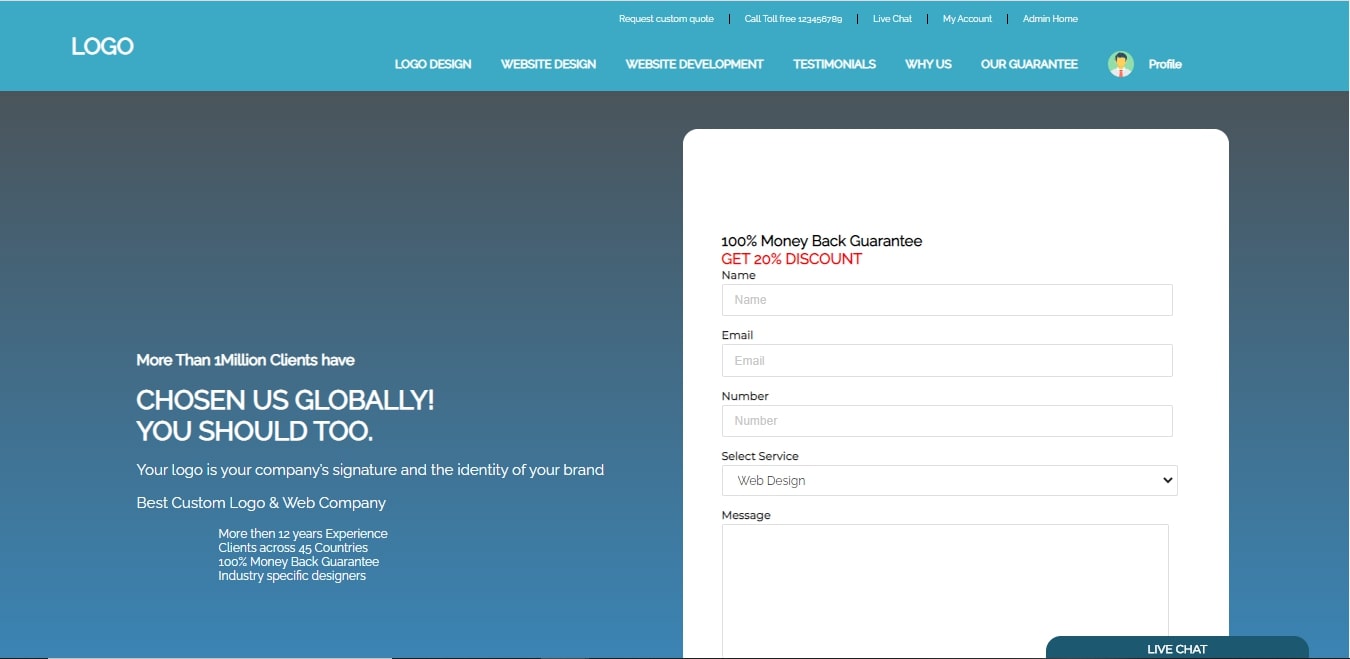 Request custom quote | Call Toll free 123456789 | Live Chat | My Account | Admin Home
LOGO
LOGO DESIGN WEBSITE DESIGN WEBSITE DEVELOPMENT TESTIMONIALS WHY US OUR GUARANTEE Profile
More Than 1Million Clients have
CHOSEN US GLOBALLY!
YOU SHOULD TOO.
Your logo is your company's signature and the identity of your brand
Best Custom Logo & Web Company
More then 12 years Experience
Clients across 45 Countries
100% Money Back Guarantee
Industry specific designers
100% Money Back Guarantee
GET 20% DISCOUNT
Name
Name
Email
Email
Number
Number
Select Service
Web Design
Message
LIVE CHAT